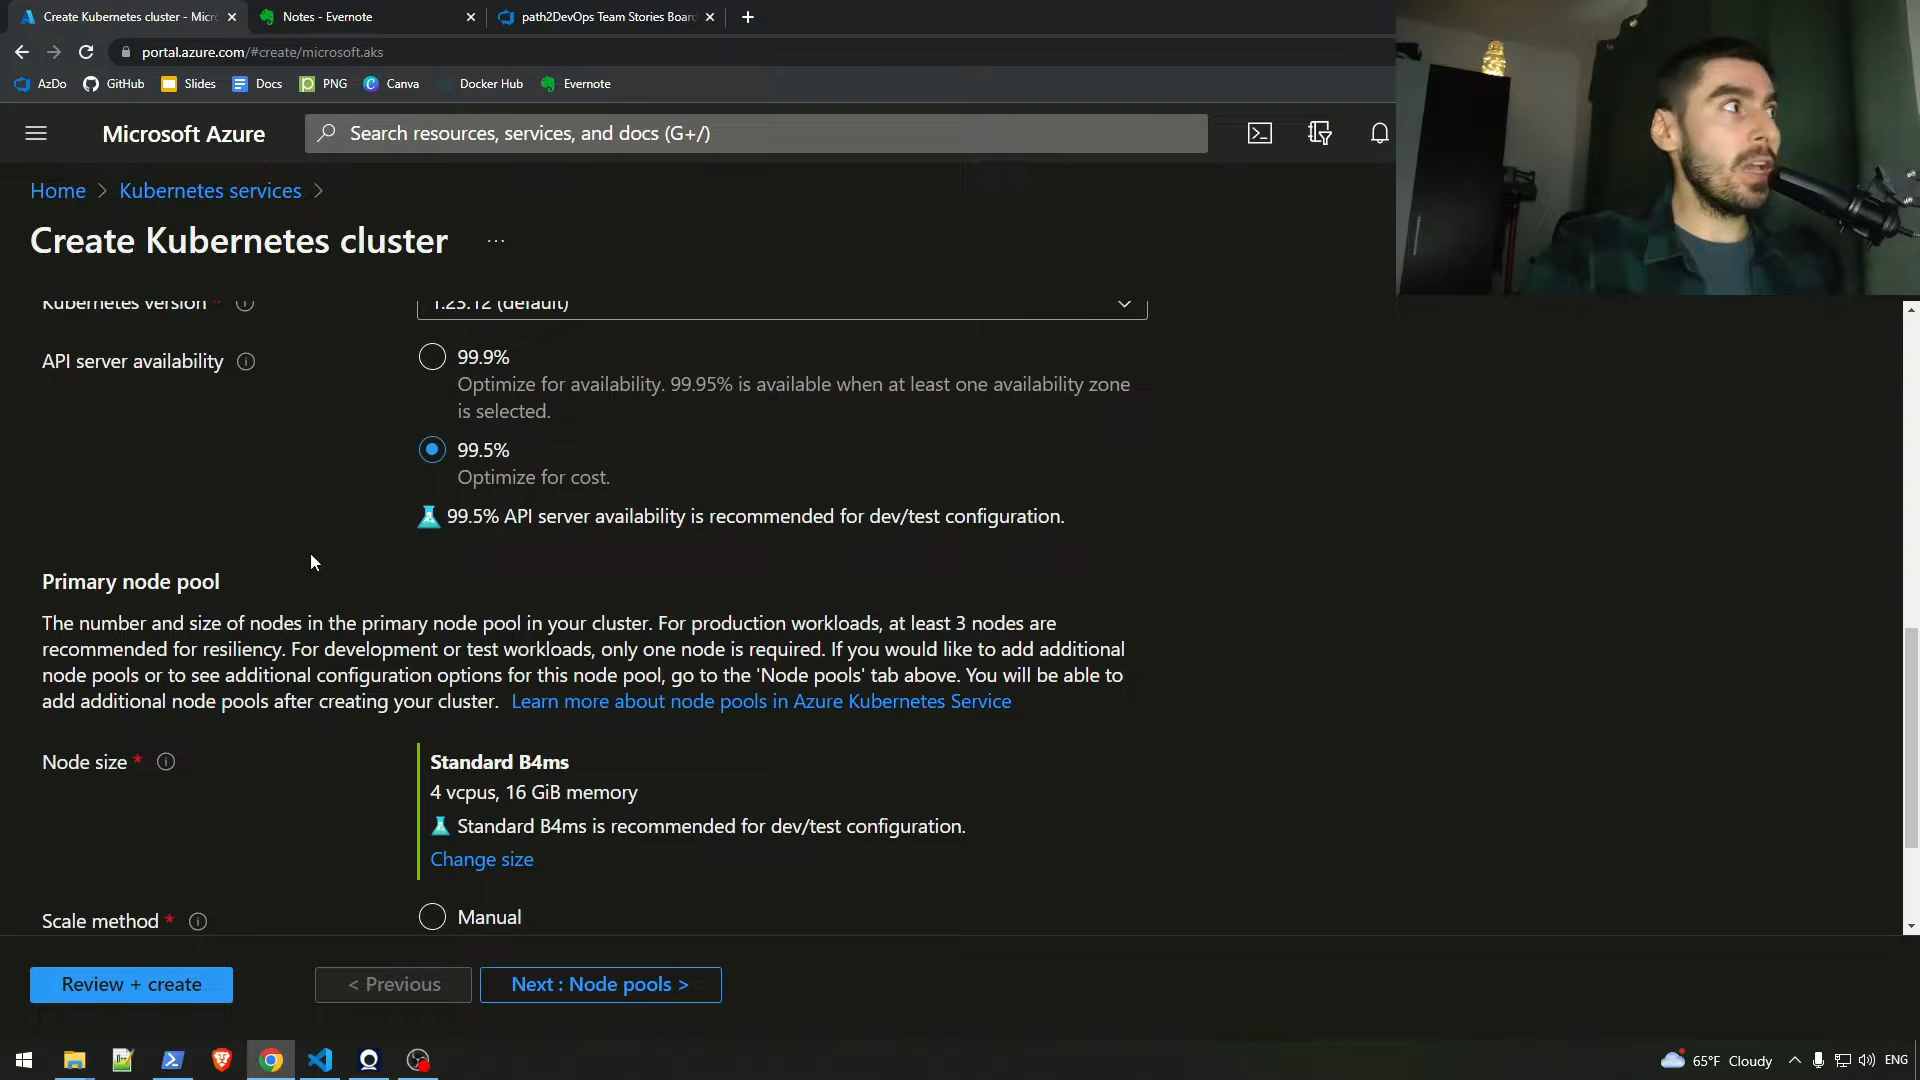 Create Kubernetes cluster - Micr
Notes - Evernote
path2DevOps Team Stories Boar
portal.azure.com/#create/microsoft.aks
AzDo
GitHub
Slides
Docs
PNG
Canva
Docker Hub
Evernote
Microsoft Azure
Search resources, services, and docs (G+/)
Home > Kubernetes services >
Create Kubernetes cluster ...
Kubernetes version *
1.23.12 (default)
API server availability
99.9%
Optimize for availability. 99.95% is available when at least one availability zone
is selected.
99.5%
Optimize for cost.
99.5% API server availability is recommended for dev/test configuration.
Primary node pool
The number and size of nodes in the primary node pool in your cluster. For production workloads, at least 3 nodes are
recommended for resiliency. For development or test workloads, only one node is required. If you would like to add additional
node pools or to see additional configuration options for this node pool, go to the 'Node pools' tab above. You will be able to
add additional node pools after creating your cluster. Learn more about node pools in Azure Kubernetes Service
Node size *
Standard B4ms
4 vcpus, 16 GiB memory
Standard B4ms is recommended for dev/test configuration.
Change size
Scale method *
Manual
Review + create
< Previous
Next : Node pools >
65°F Cloudy
ENG